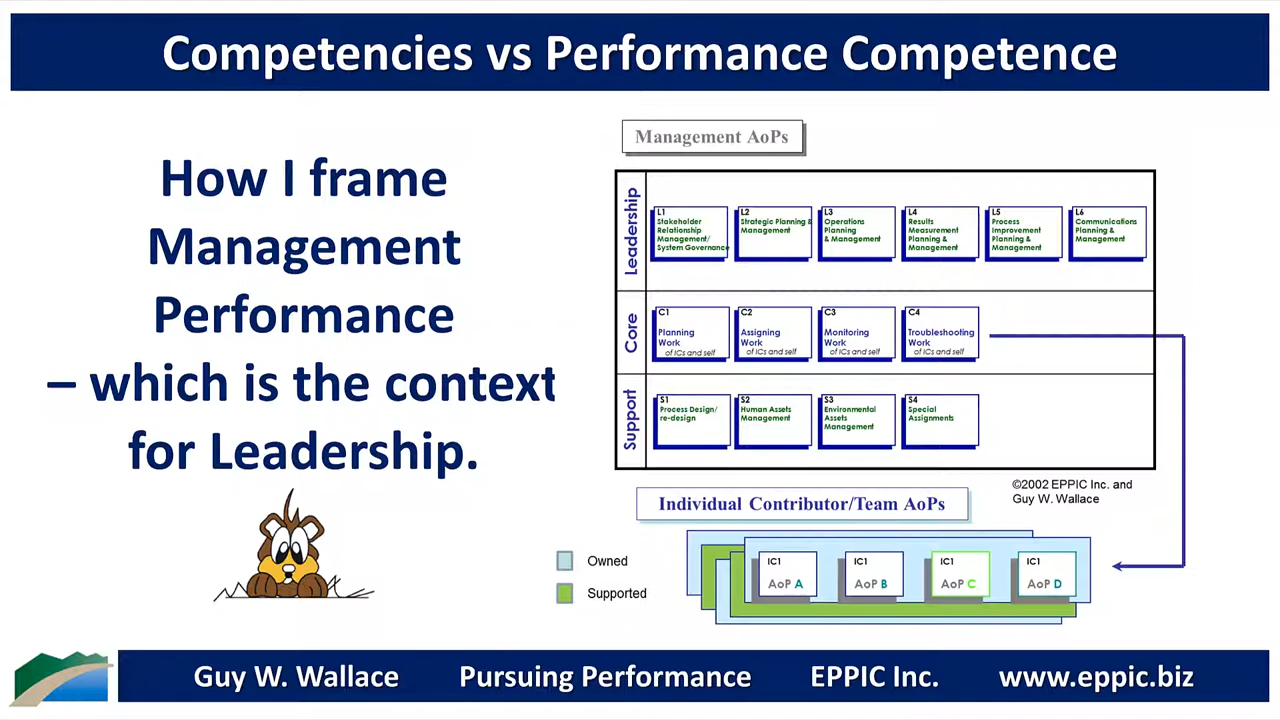 Competencies vs Performance Competence
How I frame
Management
Performance
– which is the context
for Leadership.
Management AoPs
Leadership
L1
Stakeholder
Relationship
Management/
System Governance
L2
Strategic Planning &
Management
L3
Operations
Planning
& Management
L4
Results
Measurement
Planning &
Management
L5
Process
Improvement
Planning &
Management
L6
Communications
Planning &
Management
Core
C1
Planning
Work
of ICs and self
C2
Assigning
Work
of ICs and self
C3
Monitoring
Work
of ICs and self
C4
Troubleshooting
Work
of ICs and self
Support
S1
Process Design/
re-design
S2
Human Assets
Management
S3
Environmental
Assets
Management
S4
Special
Assignments
©2002 EPPIC Inc. and
Guy W. Wallace
Individual Contributor/Team AoPs
Owned
Supported
IC1
AoP A
IC1
AoP B
IC1
AoP C
IC1
AoP D
Guy W. Wallace Pursuing Performance EPPIC Inc. www.eppic.biz